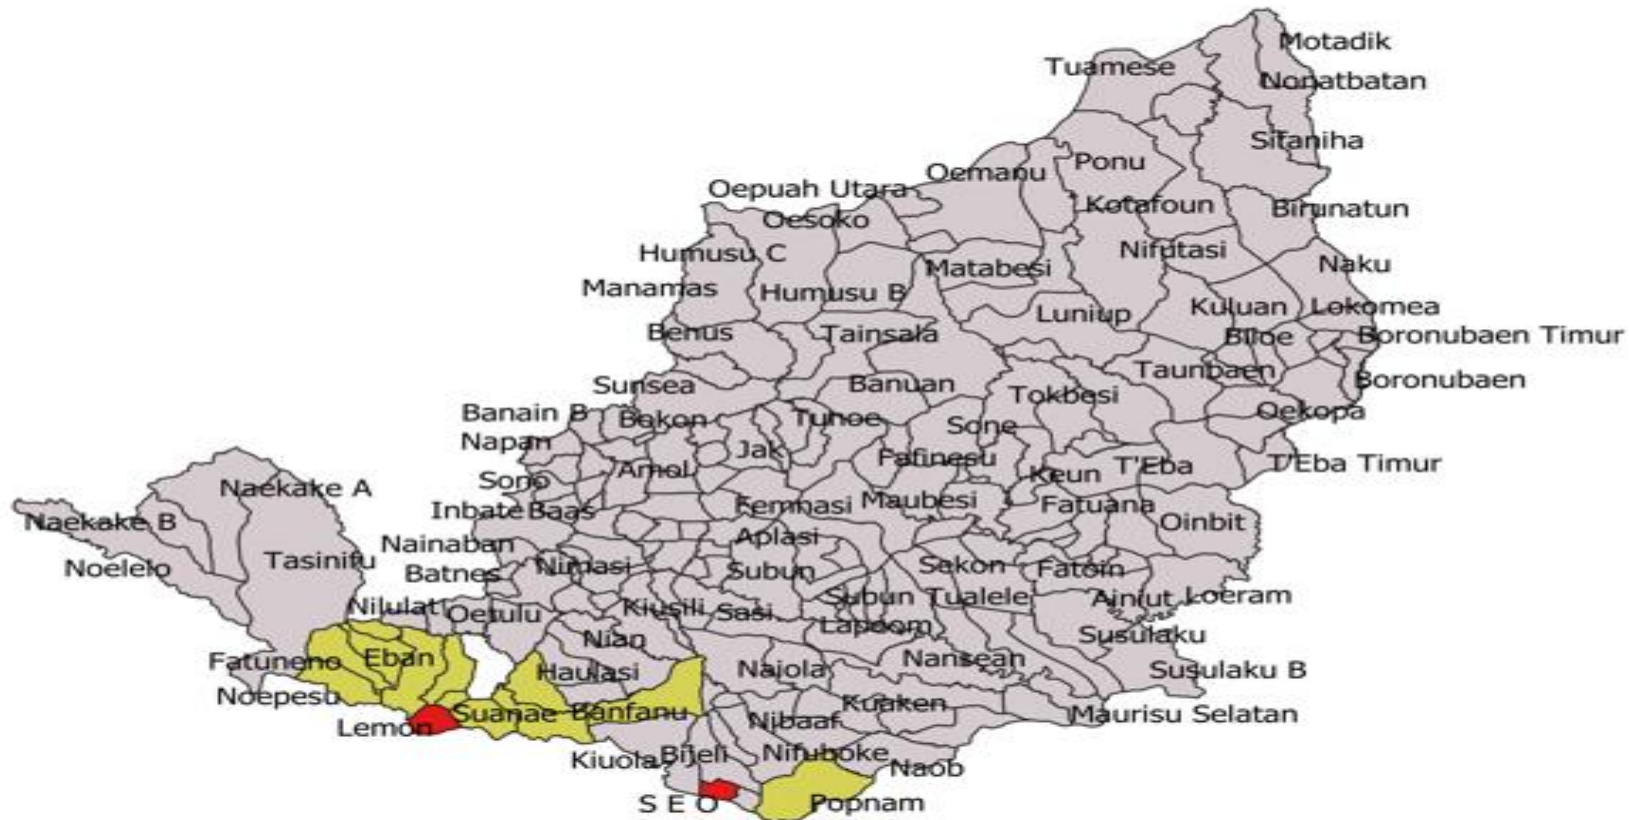 Motadik
Tuamese
Nonatbatan
Sifaniha
Ponu
Oemanu
Oepuah Utara
Kotafoun
Birunatun
Oesoko
Nifutasi
Humusu C
Naku
Matabesi
Manamas
Humusu B
Kuluan
Lokomea
Luniup
Benus
Tainsala
Biloe
Boronubaen Timur
Taunbaen
Boronubaen
Sunsea
Banuan
Tokbesi
Oekopa
Banain B
Bokon
Tunoe
Sone
Napan
Jak
Fafinesu
T'Eba
T'Eba Timur
Amol
Keun
Sono
Naekake A
Maubesi
Femnasi
Fatuana
Inbate
Baas
Naekake B
Oinbit
Aplasi
Nainaban
Tasinifu
Noelelo
Batnes
Nimasi
Subun
Sekon
Fatoin
Nilulat
Oetulu
Kiusili
Sasi
Subun Tualele
Ainiut
Loeram
Lapeom
Nian
Susulaku
Fatuneno
Eban
Haulasi
Naiola
Nansean
Susulaku B
Noepesu
Kuaken
Lemon
Suanae
Banfanu
Nibaaf
Maurisu Selatan
Kiuola
Bijeli
Nifuboke
Naob
S E O
Popnam